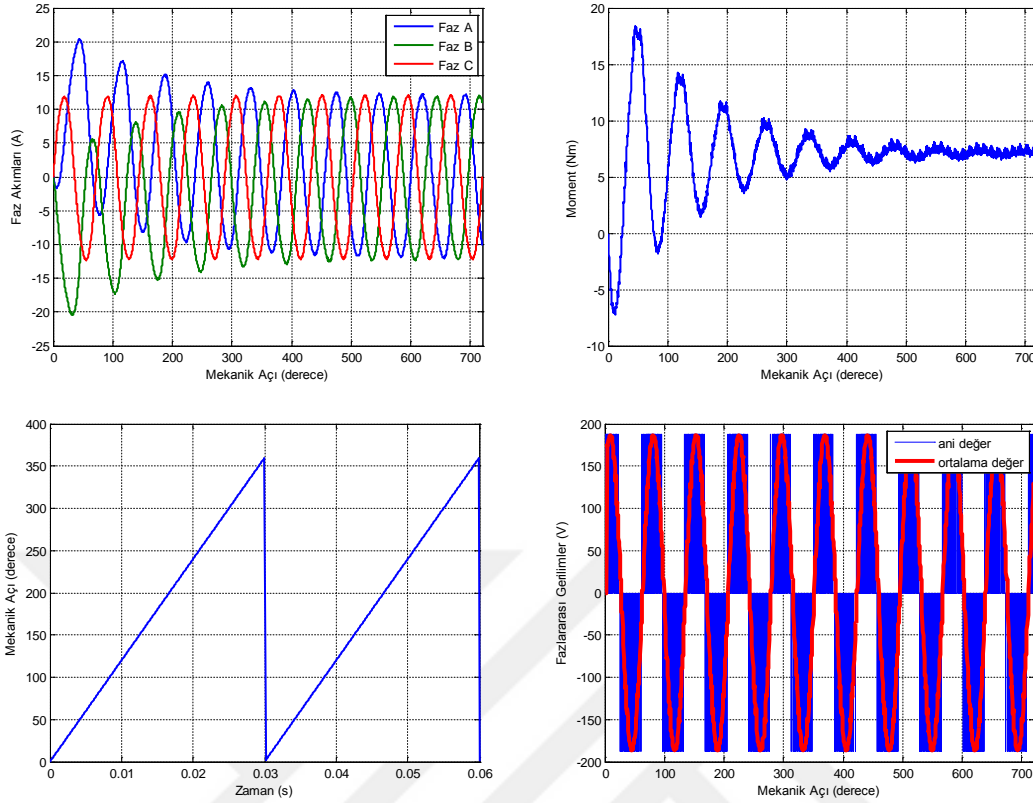 25
20
15
10
5
0
-5
-10
-15
-20
-25
Faz Akımları (A)
Faz A
Faz B
Faz C
0 100 200 300 400 500 600 700
Mekanik Açı (derece)
20
15
10
5
0
-5
-10
Moment (Nm)
0 100 200 300 400 500 600 700
Mekanik Açı (derece)
400
350
300
250
200
150
100
50
0
Mekanik Açı (derece)
0 0.01 0.02 0.03 0.04 0.05 0.06
Zaman (s)
200
150
100
50
0
-50
-100
-150
-200
Fazlararası Gerilimler (V)
ani değer
ortalama değer
0 100 200 300 400 500 600 700
Mekanik Açı (derece)